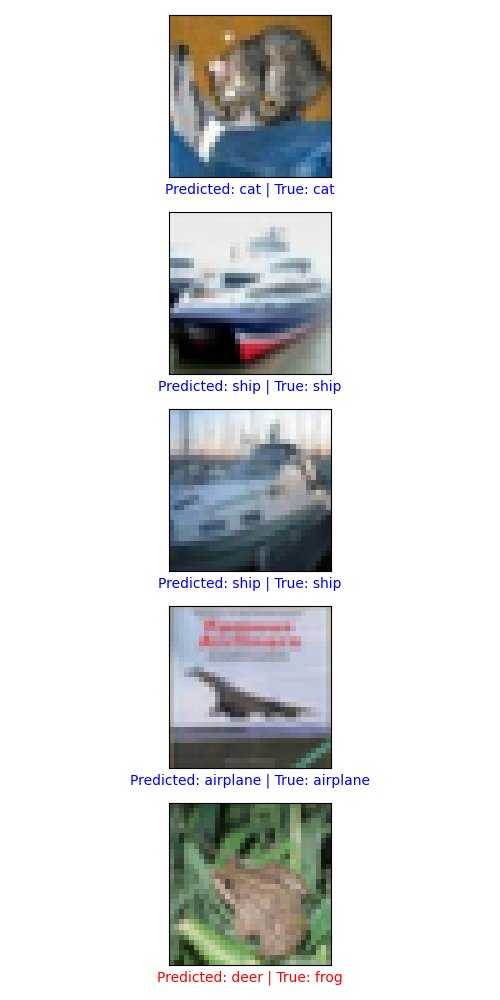 Predicted: cat | True: cat
Predicted: ship | True: ship
Predicted: ship | True: ship
Predicted: airplane | True: airplane
Predicted: deer | True: frog